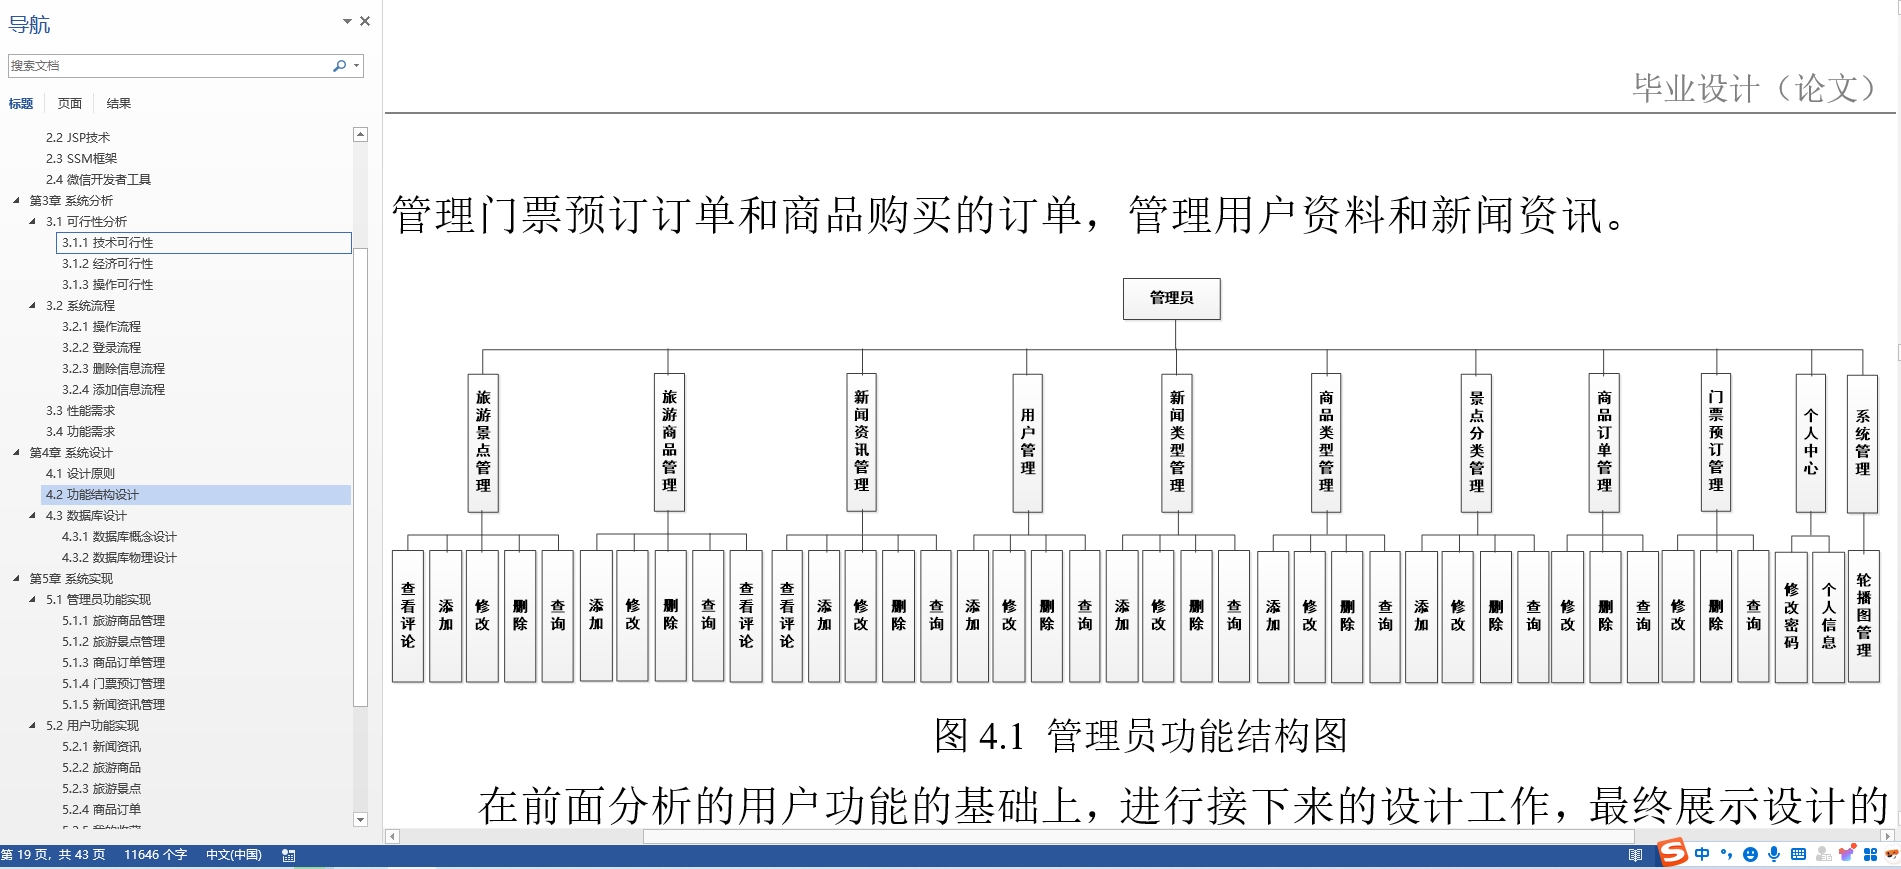 导航
搜索文档
标题 页面 结果
2.2 JSP技术
2.3 SSM框架
2.4 微信开发者工具
第3章 系统分析
3.1 可行性分析
3.1.1 技术可行性
3.1.2 经济可行性
3.1.3 操作可行性
3.2 系统流程
3.2.1 操作流程
3.2.2 登录流程
3.2.3 删除信息流程
3.2.4 添加信息流程
3.3 性能需求
3.4 功能需求
第4章 系统设计
4.1 设计原则
4.2 功能结构设计
4.3 数据库设计
4.3.1 数据库概念设计
4.3.2 数据库物理设计
第5章 系统实现
5.1 管理员功能实现
5.1.1 旅游商品管理
5.1.2 旅游景点管理
5.1.3 商品订单管理
5.1.4 门票预订管理
5.1.5 新闻资讯管理
5.2 用户功能实现
5.2.1 新闻资讯
5.2.2 旅游商品
5.2.3 旅游景点
5.2.4 商品订单
毕业设计（论文）
管理门票预订订单和商品购买的订单，管理用户资料和新闻资讯。
管理员
旅游景点管理
旅游商品管理
新闻资讯管理
用户管理
新闻类型管理
商品类型管理
景点分类管理
商品订单管理
门票预订管理
个人中心
系统管理
查看评论
添加
修改
删除
查询
添加
修改
删除
查询
查看评论
查看评论
添加
修改
删除
查询
添加
修改
删除
查询
添加
修改
删除
查询
添加
修改
删除
查询
添加
修改
删除
查询
修改
删除
查询
修改
删除
查询
修改密码
个人信息
轮播图管理
图 4.1 管理员功能结构图
在前面分析的用户功能的基础上，进行接下来的设计工作，最终展示设计的
第 19 页，共 43 页 11646 个字 中文(中国)
中